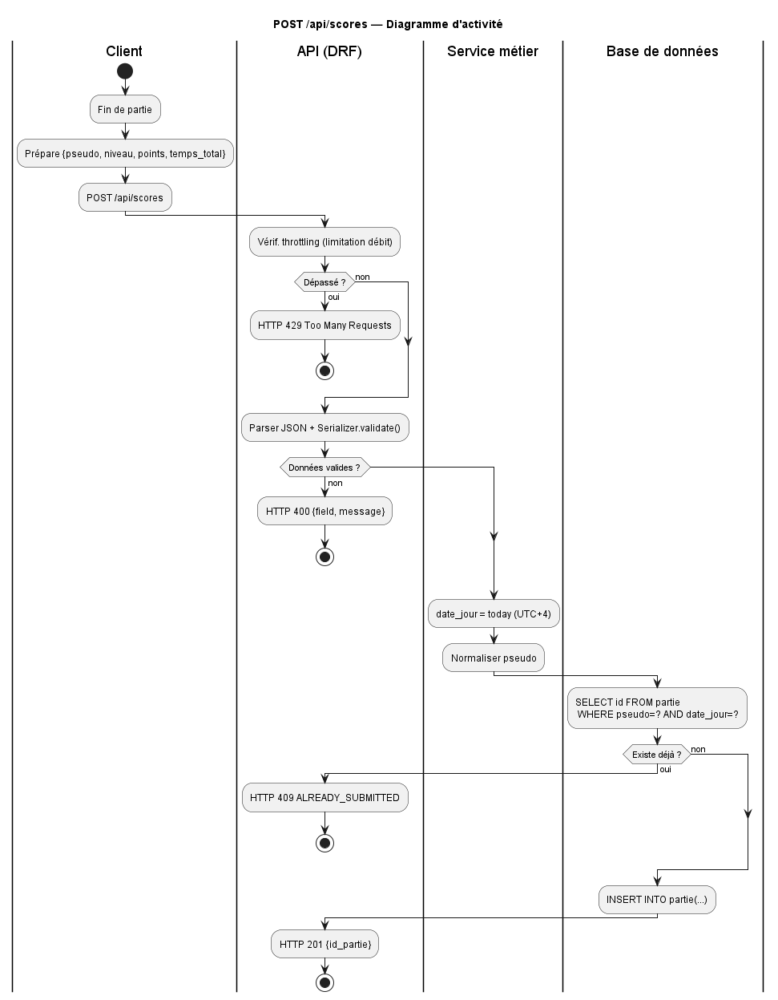 POST /api/scores — Diagramme d'activité
Client
API (DRF)
Service métier
Base de données
Fin de partie
Prépare {pseudo, niveau, points, temps_total}
POST /api/scores
Vérif. throttling (limitation débit)
Dépassé ?
non
oui
HTTP 429 Too Many Requests
Parser JSON + Serializer.validate()
Données valides ?
non
HTTP 400 {field, message}
date_jour = today (UTC+4)
Normaliser pseudo
SELECT id FROM partie
WHERE pseudo=? AND date_jour=?
Existe déjà ?
non
oui
HTTP 409 ALREADY_SUBMITTED
INSERT INTO partie(...)
HTTP 201 {id_partie}